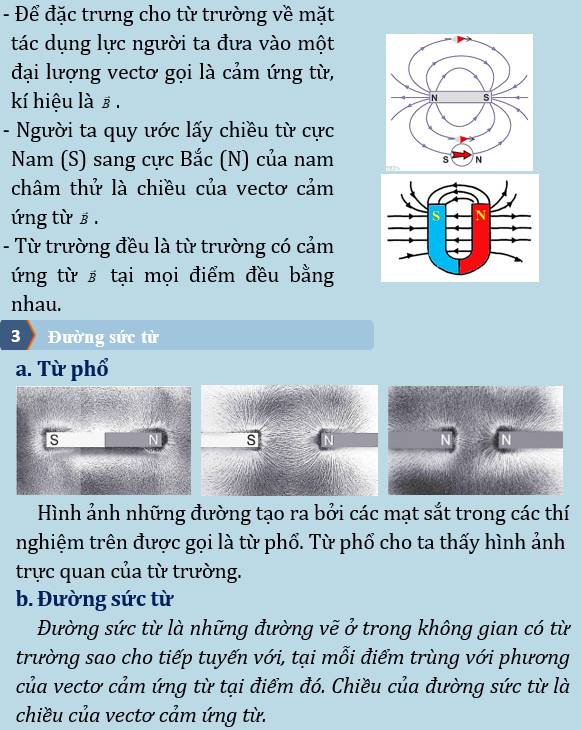 - Để đặc trưng cho từ trường về mặt
tác dụng lực người ta đưa vào một
đại lượng vectơ gọi là cảm ứng từ,
kí hiệu là B⃗ .
- Người ta quy ước lấy chiều từ cực
Nam (S) sang cực Bắc (N) của nam
châm thử là chiều của vectơ cảm
ứng từ B⃗ .
- Từ trường đều là từ trường có cảm
ứng từ B⃗ tại mọi điểm đều bằng
nhau.
N S
S N
S N
3 Đường sức từ
a. Từ phổ
S N
S N
N N
Hình ảnh những đường tạo ra bởi các mạt sắt trong các thí
nghiệm trên được gọi là từ phổ. Từ phổ cho ta thấy hình ảnh
trực quan của từ trường.
b. Đường sức từ
Đường sức từ là những đường vẽ ở trong không gian có từ
trường sao cho tiếp tuyến với, tại mỗi điểm trùng với phương
của vectơ cảm ứng từ tại điểm đó. Chiều của đường sức từ là
chiều của vectơ cảm ứng từ.